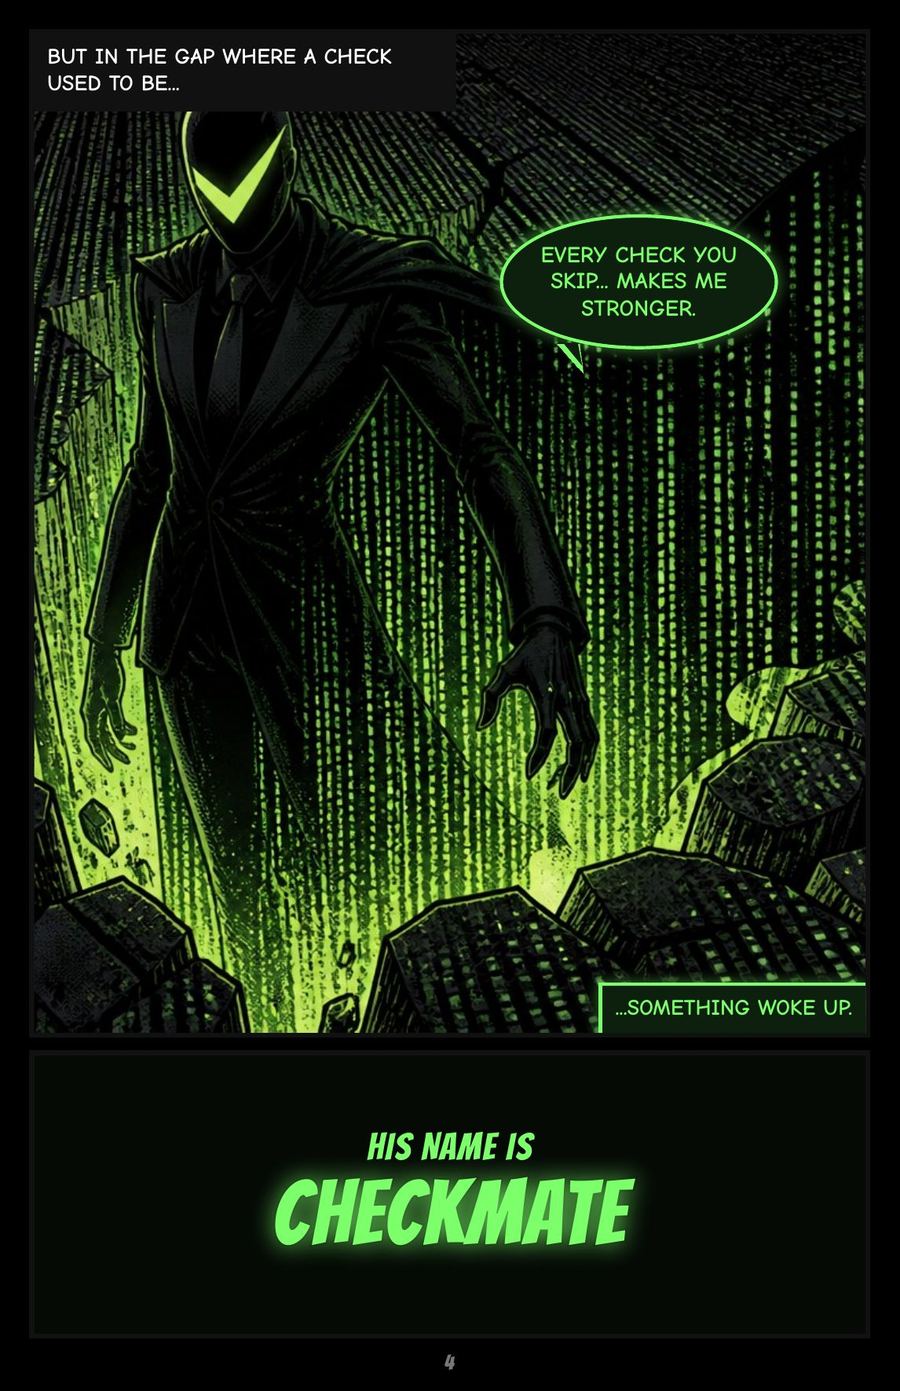 BUT IN THE GAP WHERE A CHECK
USED TO BE...
EVERY CHECK YOU
SKIP... MAKES ME
STRONGER.
...SOMETHING WOKE UP.
HIS NAME IS
CHECKMATE
4